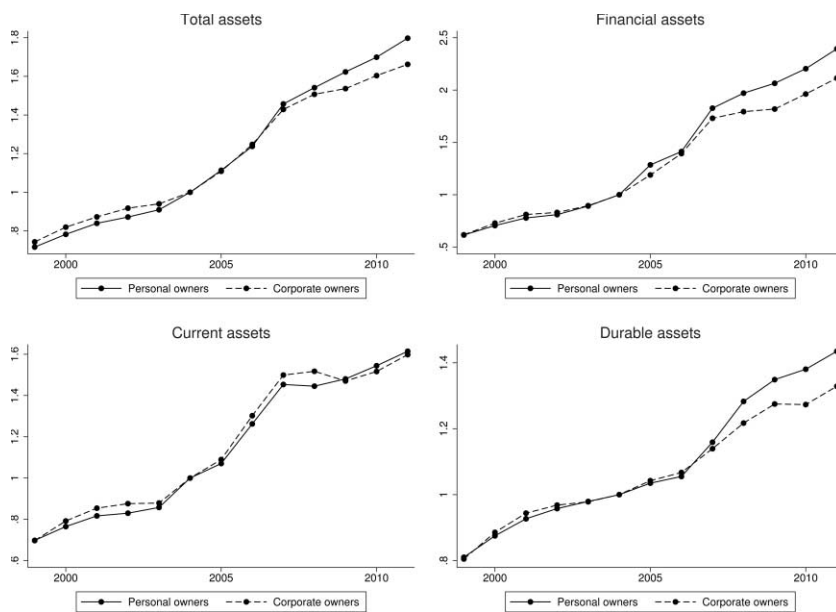 Total assets
1.8
1.6
1.4
1.2
1
.8
2000 2005 2010
Personal owners Corporate owners
Financial assets
2.5
2
1.5
1
.5
2000 2005 2010
Personal owners Corporate owners
Current assets
1.6
1.4
1.2
1
.8
.6
2000 2005 2010
Personal owners Corporate owners
Durable assets
1.4
1.2
1
.8
2000 2005 2010
Personal owners Corporate owners